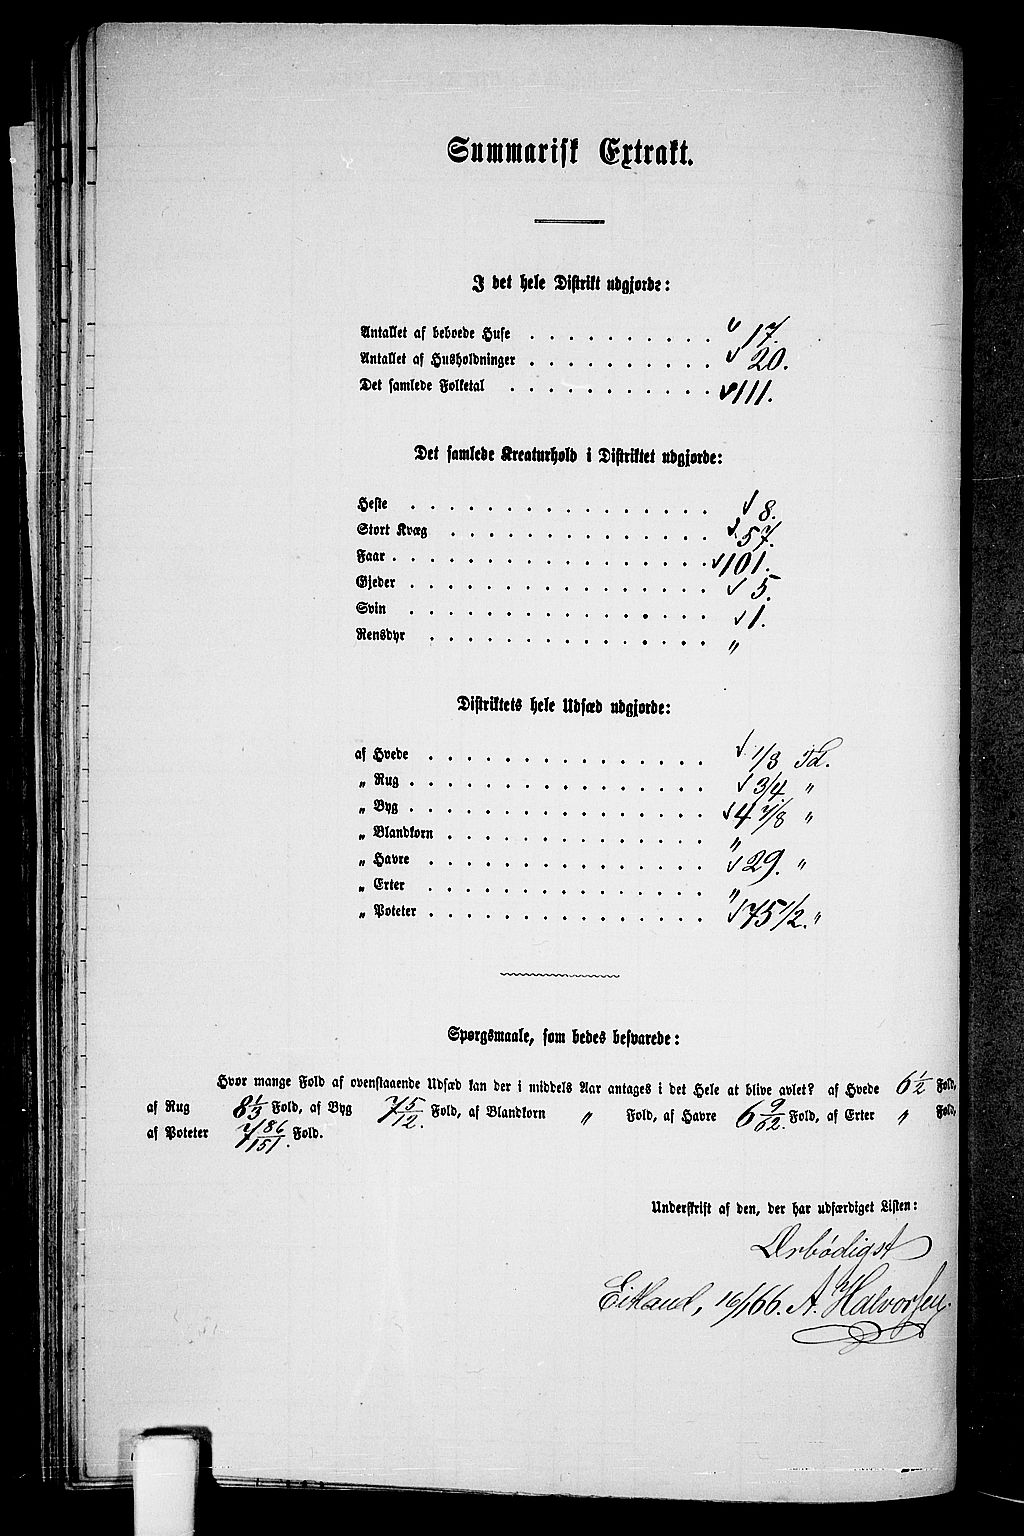 Summarisk Extrakt.
I det hele Distrikt udgjorde:
Antallet af beboede Huse . . . . . . . . . . 17.
Antallet af Husholdninger . . . . . . . . . . 20.
Det samlede Folketal . . . . . . . . . . . 111.
Det samlede Kreaturhold i Distriktet udgjorde:
Heste . . . . . . . . . . . . . . . . 8.
Stort Kvæg . . . . . . . . . . . . . . 57.
Faar . . . . . . . . . . . . . . . . . 101.
Gjeder . . . . . . . . . . . . . . . . 5.
Svin . . . . . . . . . . . . . . . . 1.
Rensdyr . . . . . . . . . . . . . . . "
Distriktets hele Udsæd udgjorde:
af Hvede . . . . . . . . . . . . . . . 1/3 Td.
„ Rug . . . . . . . . . . . . . . . . 3/4 "
„ Byg . . . . . . . . . . . . . . . . 4 7/8 "
„ Blandkorn . . . . . . . . . . . . . . "
„ Havre . . . . . . . . . . . . . . . 29. "
„ Erter . . . . . . . . . . . . . . . "
„ Poteter . . . . . . . . . . . . . . . 75 1/2. "
Spørgsmaale, som bedes besvarede:
Hvor mange Fold af ovenstaaende Udsæd kan der i middels Aar antages i det Hele at blive avlet? af Hvede 6 1/2 Fold,
af Rug 8 1/3 Fold, af Byg 7 5/12. Fold, af Blandkorn " Fold, af Havre 6 9/62. Fold, af Erter " Fold,
af Poteter 7 86/151. Fold.
Underskrift af den, der har udfærdiget Listen:
Ærbødigst
Eikland, 16/1 66. A. Halvorsen.